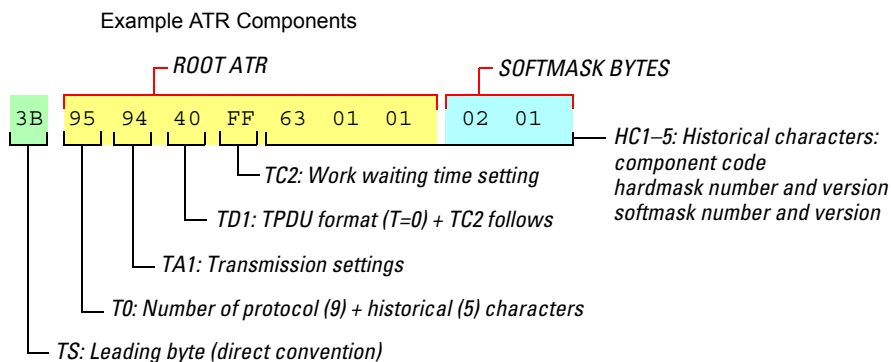 Example ATR Components
ROOT ATR
SOFTMASK BYTES
3B 95 94 40 FF 63 01 01 02 01
HC1–5: Historical characters:
component code
hardmask number and version
softmask number and version
TC2: Work waiting time setting
TD1: TPDU format (T=0) + TC2 follows
TA1: Transmission settings
T0: Number of protocol (9) + historical (5) characters
TS: Leading byte (direct convention)